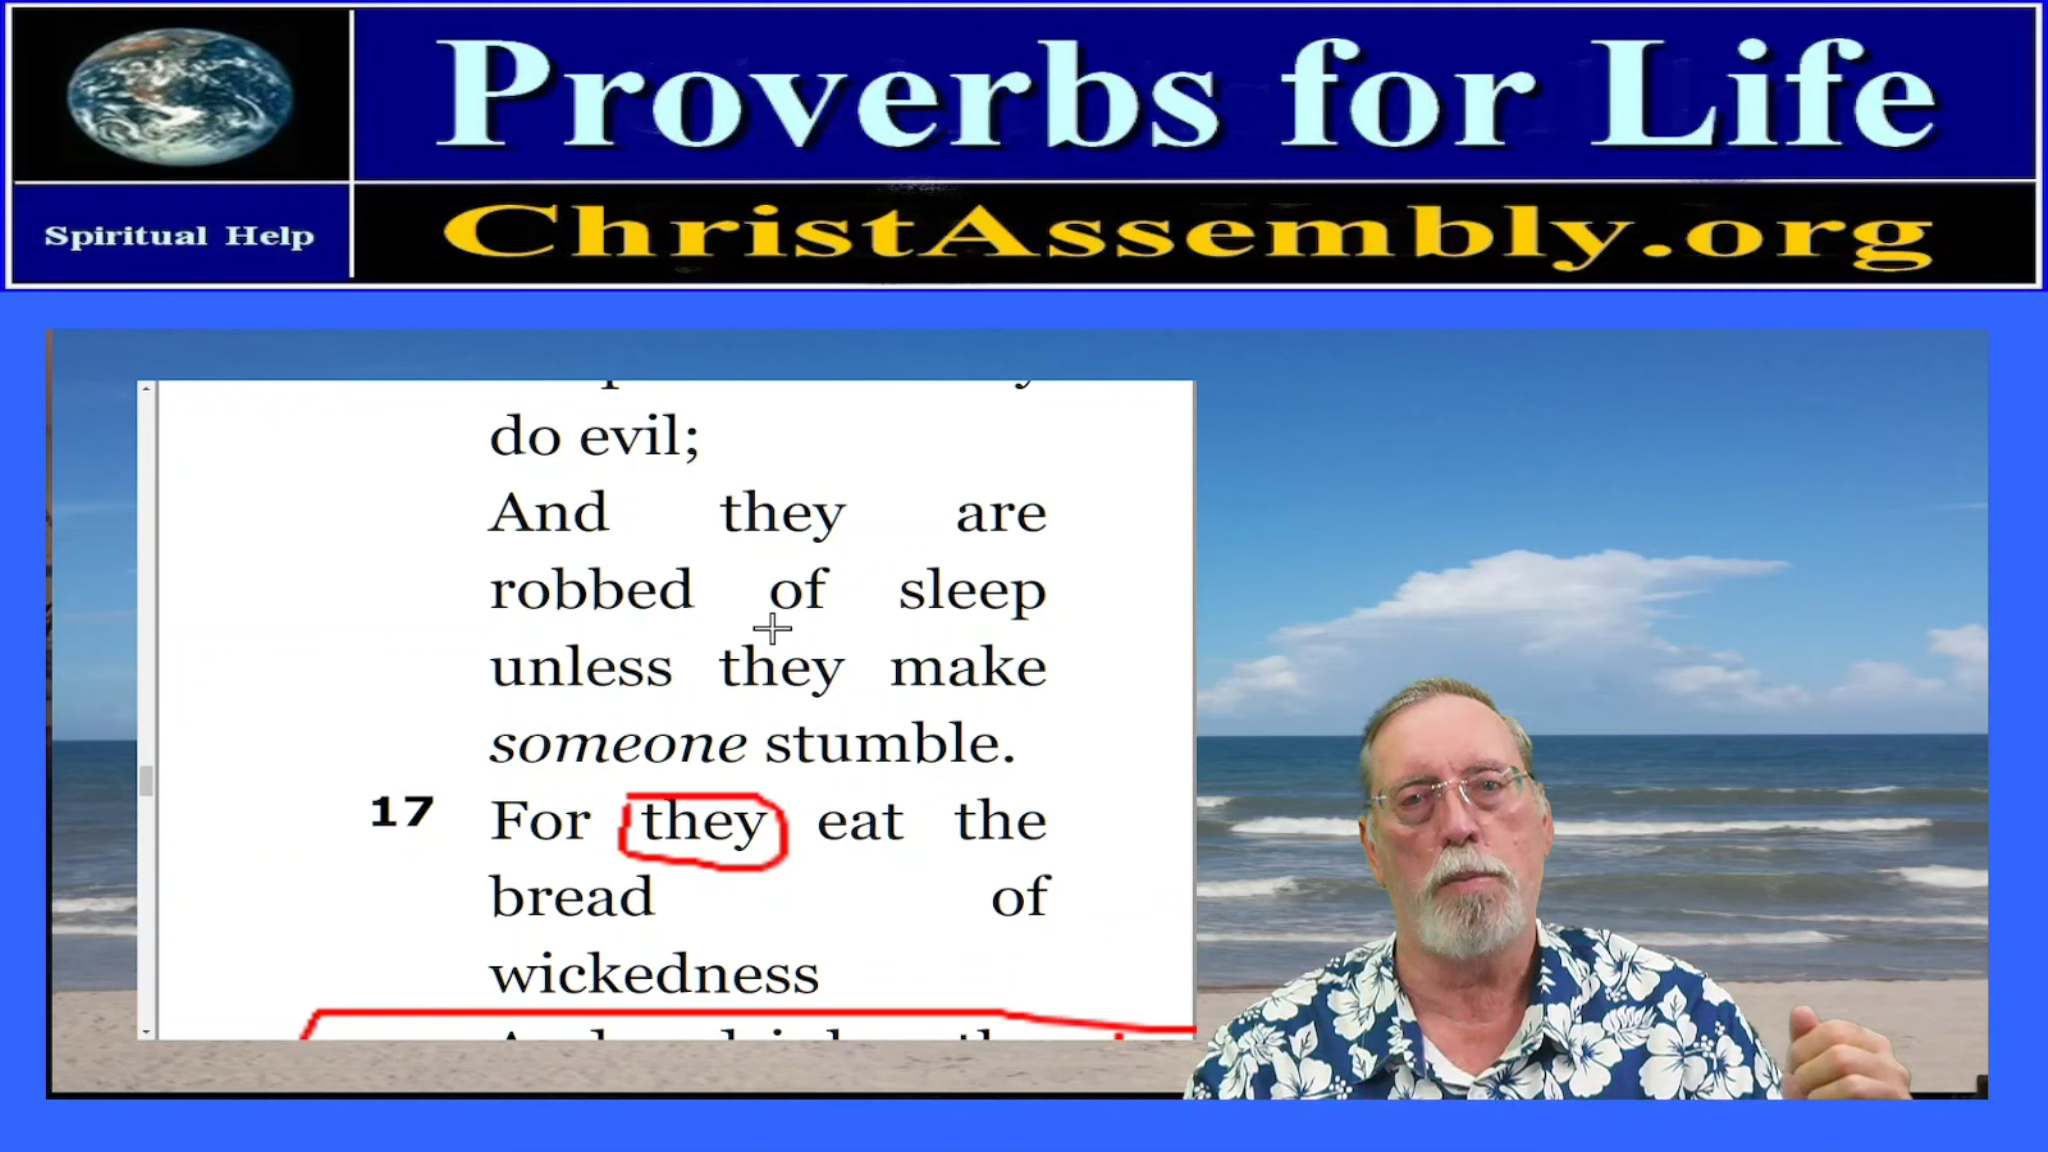 Proverbs for Life
Spiritual Help
ChristAssembly.org
do evil;
And they are
robbed of sleep
unless they make
someone stumble.
17 For they eat the
bread of
wickedness